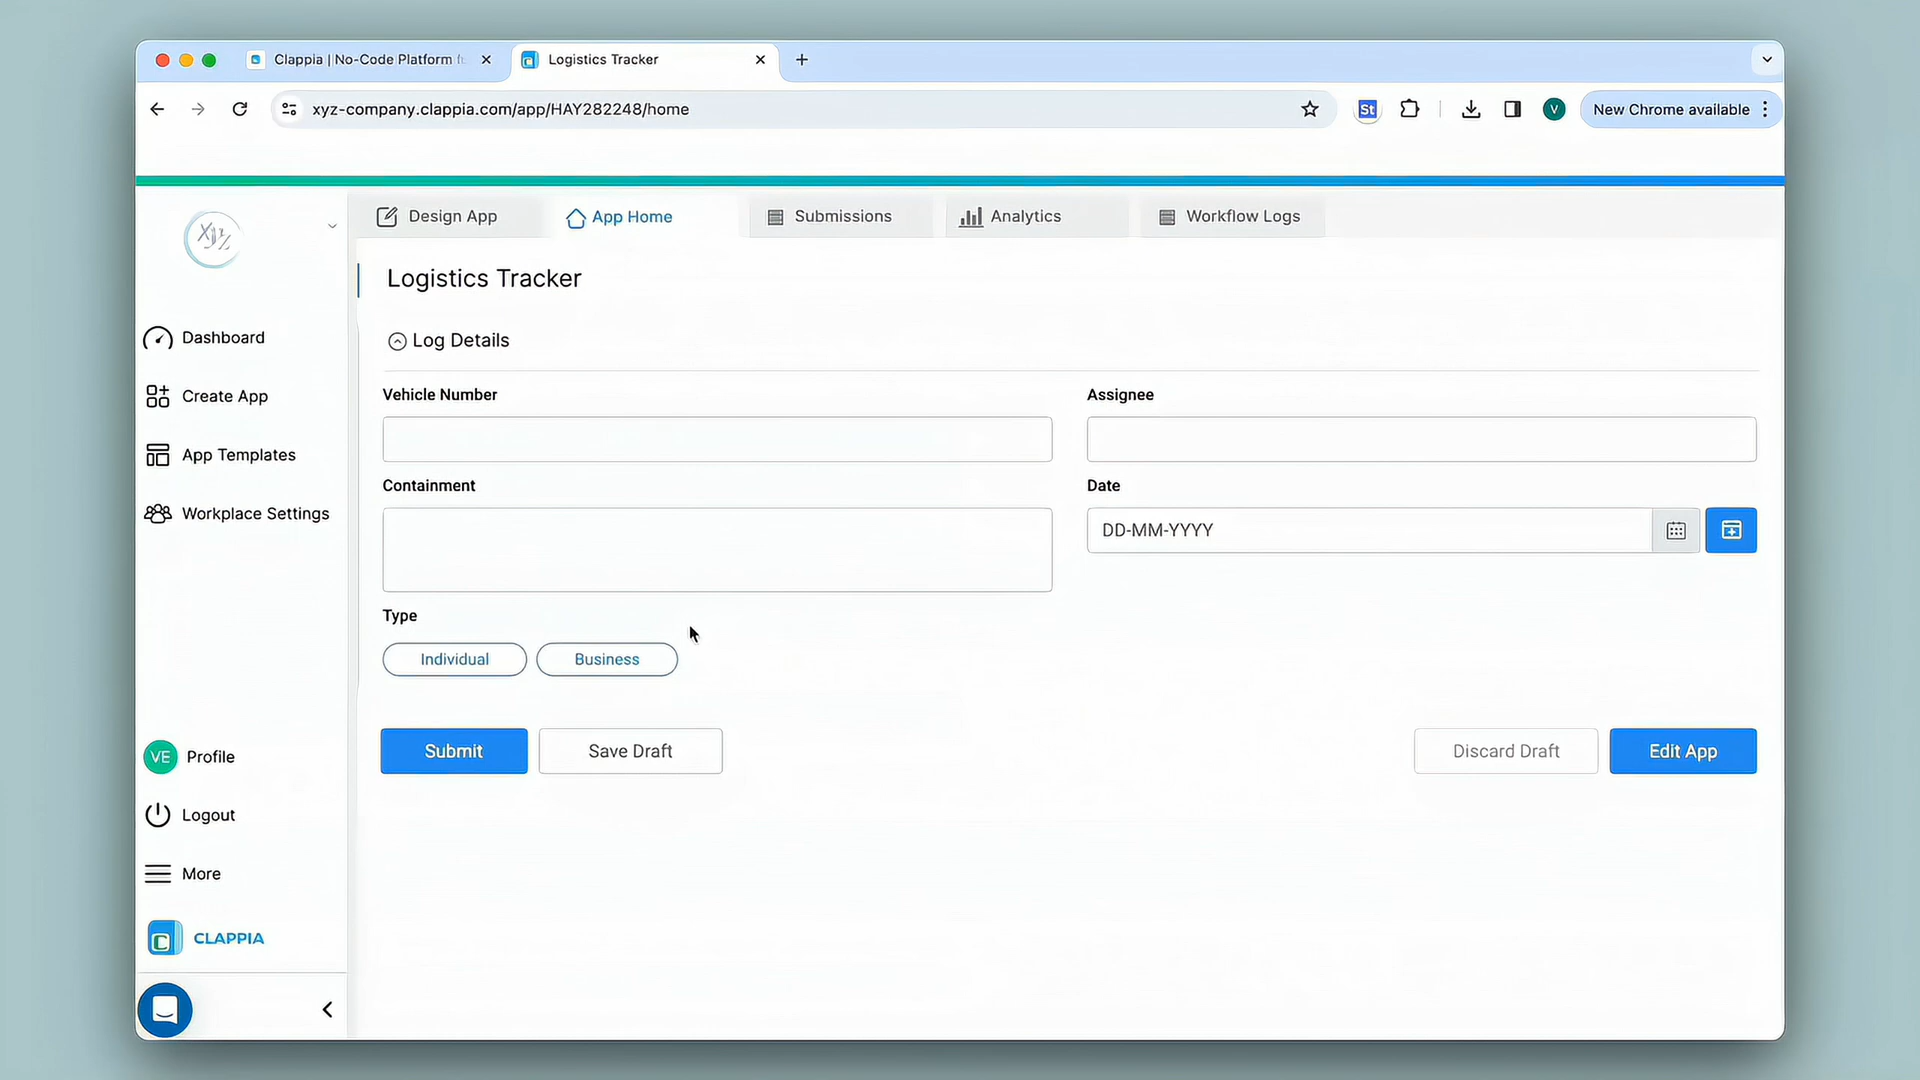 Clappia | No-Code Platform f
Logistics Tracker
xyz-company.clappia.com/app/HAY282248/home
St
V
New Chrome available
XYZ
Design App
App Home
Submissions
Analytics
Workflow Logs
Logistics Tracker
Dashboard
Create App
App Templates
Workplace Settings
Log Details
Vehicle Number
Assignee
Containment
Date
DD-MM-YYYY
Type
Individual
Business
Submit
Save Draft
Discard Draft
Edit App
VE
Profile
Logout
More
C
CLAPPIA